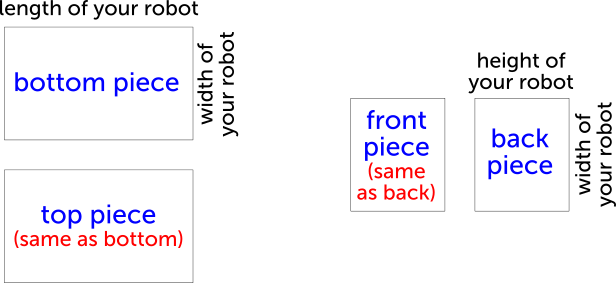 length of your robot
bottom piece
width of
your robot
top piece
(same as bottom)
front
piece
(same
as back)
height of
your robot
back
piece
width of
your robot